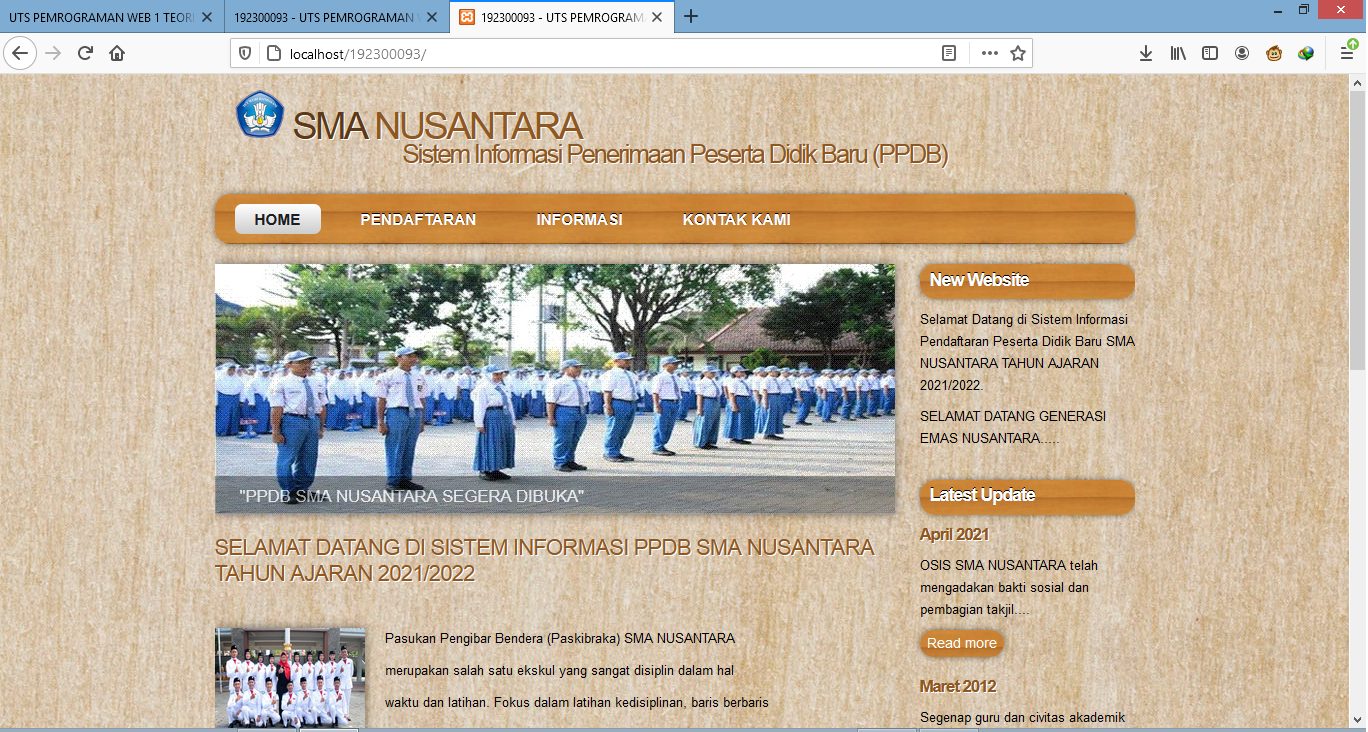 UTS PEMROGRAMAN WEB 1 TEORI
192300093 - UTS PEMROGRAMAN
192300093 - UTS PEMROGRAM
localhost/192300093/
SMA NUSANTARA
Sistem Informasi Penerimaan Peserta Didik Baru (PPDB)
HOME
PENDAFTARAN
INFORMASI
KONTAK KAMI
"PPDB SMA NUSANTARA SEGERA DIBUKA"
SELAMAT DATANG DI SISTEM INFORMASI PPDB SMA NUSANTARA
TAHUN AJARAN 2021/2022
Pasukan Pengibar Bendera (Paskibraka) SMA NUSANTARA
merupakan salah satu ekskul yang sangat disiplin dalam hal
waktu dan latihan. Fokus dalam latihan kedisiplinan, baris berbaris
New Website
Selamat Datang di Sistem Informasi
Pendaftaran Peserta Didik Baru SMA
NUSANTARA TAHUN AJARAN
2021/2022.
SELAMAT DATANG GENERASI
EMAS NUSANTARA.....
Latest Update
April 2021
OSIS SMA NUSANTARA telah
mengadakan bakti sosial dan
pembagian takjil....
Read more
Maret 2012
Segenap guru dan civitas akademik